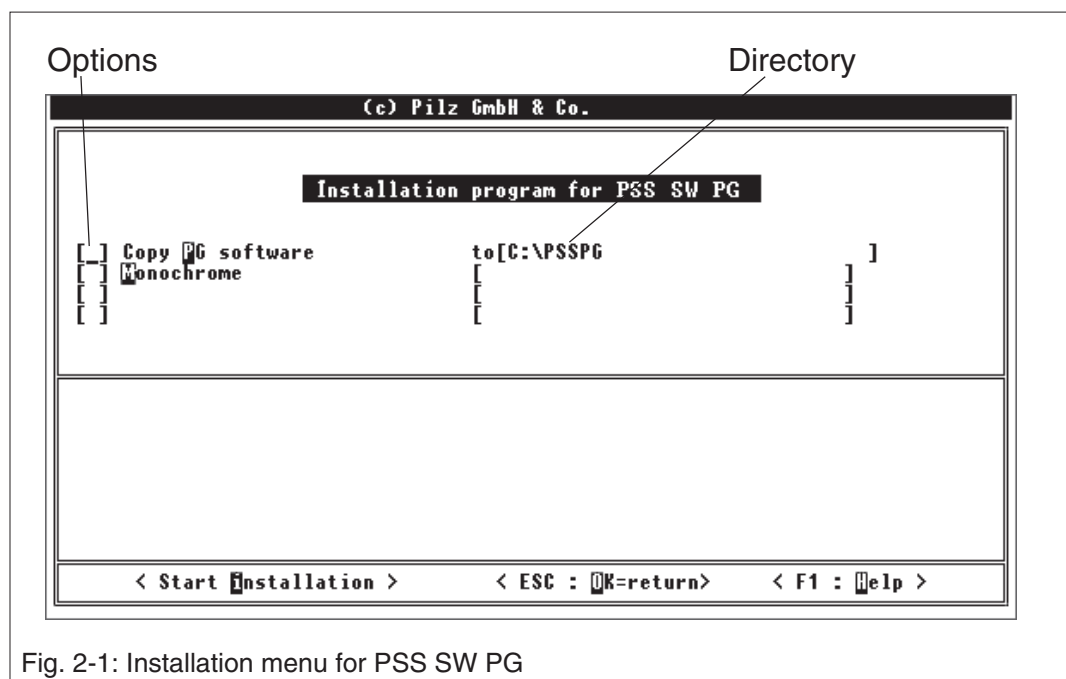 Options Directory
(c) Pilz GmbH & Co.
Installation program for PSS SW PG
[_] Copy PG software to[C:\PSSPG ]
[ ] Monochrome [ ]
[ ] [ ]
[ ] [ ]
< Start installation > < ESC : OK=return> < F1 : Help >
Fig. 2-1: Installation menu for PSS SW PG